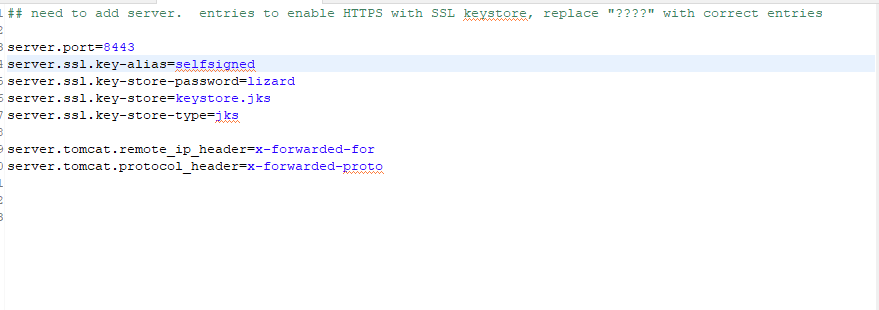 ## need to add server.  entries to enable HTTPS with SSL keystore, replace "????" with correct entries
server.port=8443
server.ssl.key-alias=selfsigned
server.ssl.key-store-password=lizard
server.ssl.key-store=keystore.jks
server.ssl.key-store-type=jks
server.tomcat.remote_ip_header=x-forwarded-for
server.tomcat.protocol_header=x-forwarded-proto